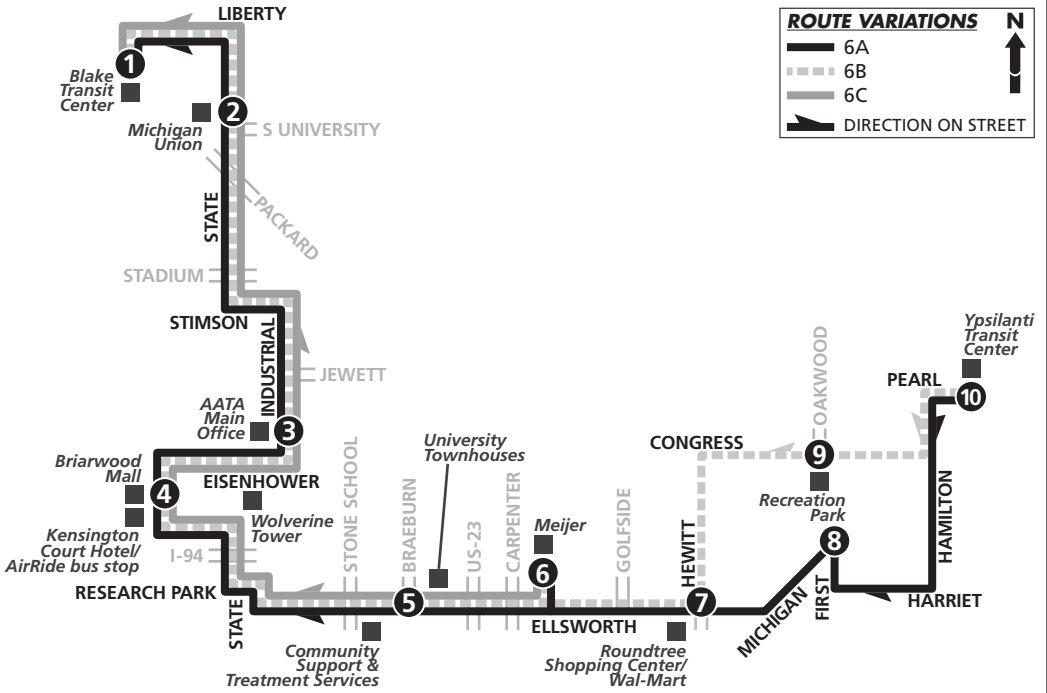 LIBERTY
ROUTE VARIATIONS
N
6A
6B
6C
DIRECTION ON STREET
1
Blake
Transit
Center
2
Michigan
Union
S UNIVERSITY
PACKARD
STATE
STADIUM
STIMSON
INDUSTRIAL
JEWETT
AATA
Main
Office
3
Briarwood
Mall
4
EISENHOWER
Kensington
Court Hotel/
AirRide bus stop
Wolverine
Tower
I-94
RESEARCH PARK
STATE
STONE SCHOOL
BRAEBURN
University
Townhouses
US-23
CARPENTER
Meijer
6
5
Community
Support &
Treatment Services
ELLSWORTH
GOLFSIDE
HEWITT
7
Roundtree
Shopping Center/
Wal-Mart
CONGRESS
OAKWOOD
9
Recreation
Park
8
MICHIGAN
FIRST
HARRIET
HAMILTON
PEARL
Ypsilanti
Transit
Center
10